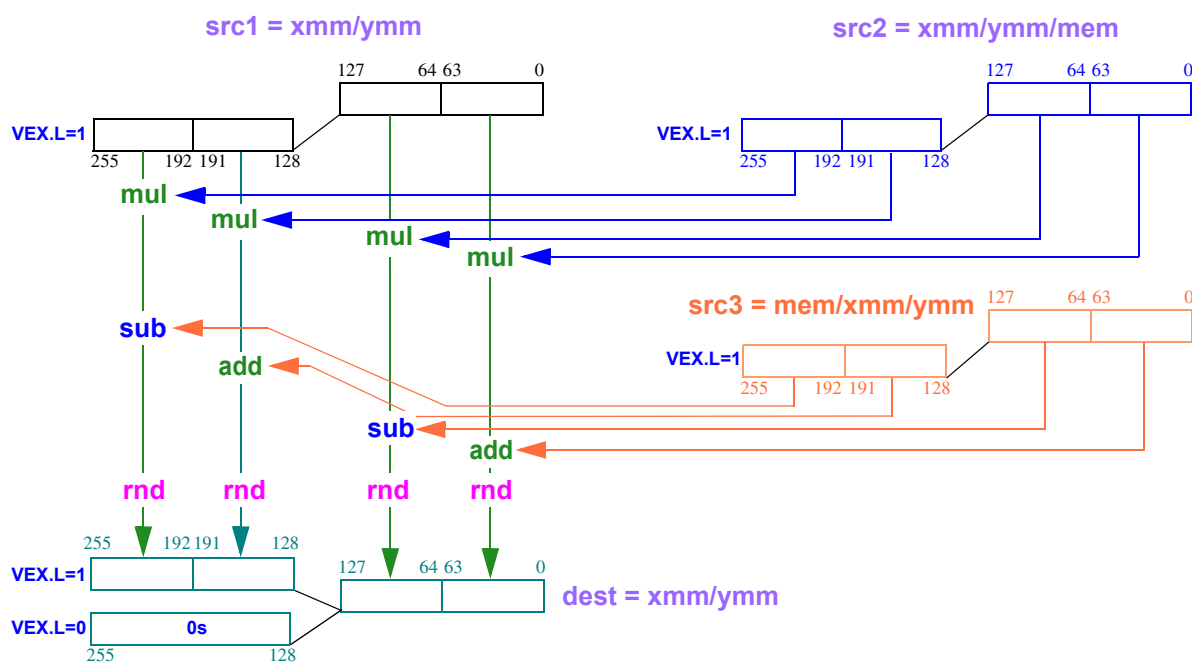 src1 = xmm/ymm
src2 = xmm/ymm/mem
127 64 63 0
127 64 63 0
VEX.L=1
VEX.L=1
255 192 191 128
255 192 191 128
mul
mul
mul
mul
src3 = mem/xmm/ymm
127 64 63 0
sub
VEX.L=1
add
255 192 191 128
sub
add
rnd rnd rnd rnd
255 192 191 128
127 64 63 0
VEX.L=1
dest = xmm/ymm
VEX.L=0 0s
255 128